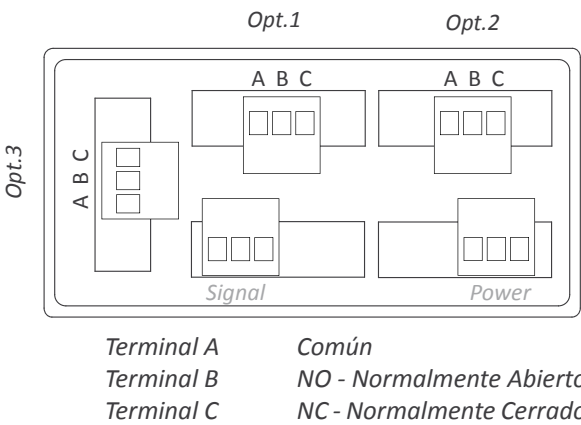 Opt.1 Opt.2
A B C A B C
Opt.3
A B C
Signal Power
Terminal A Común
Terminal B NO - Normalmente Abierto
Terminal C NC - Normalmente Cerrado